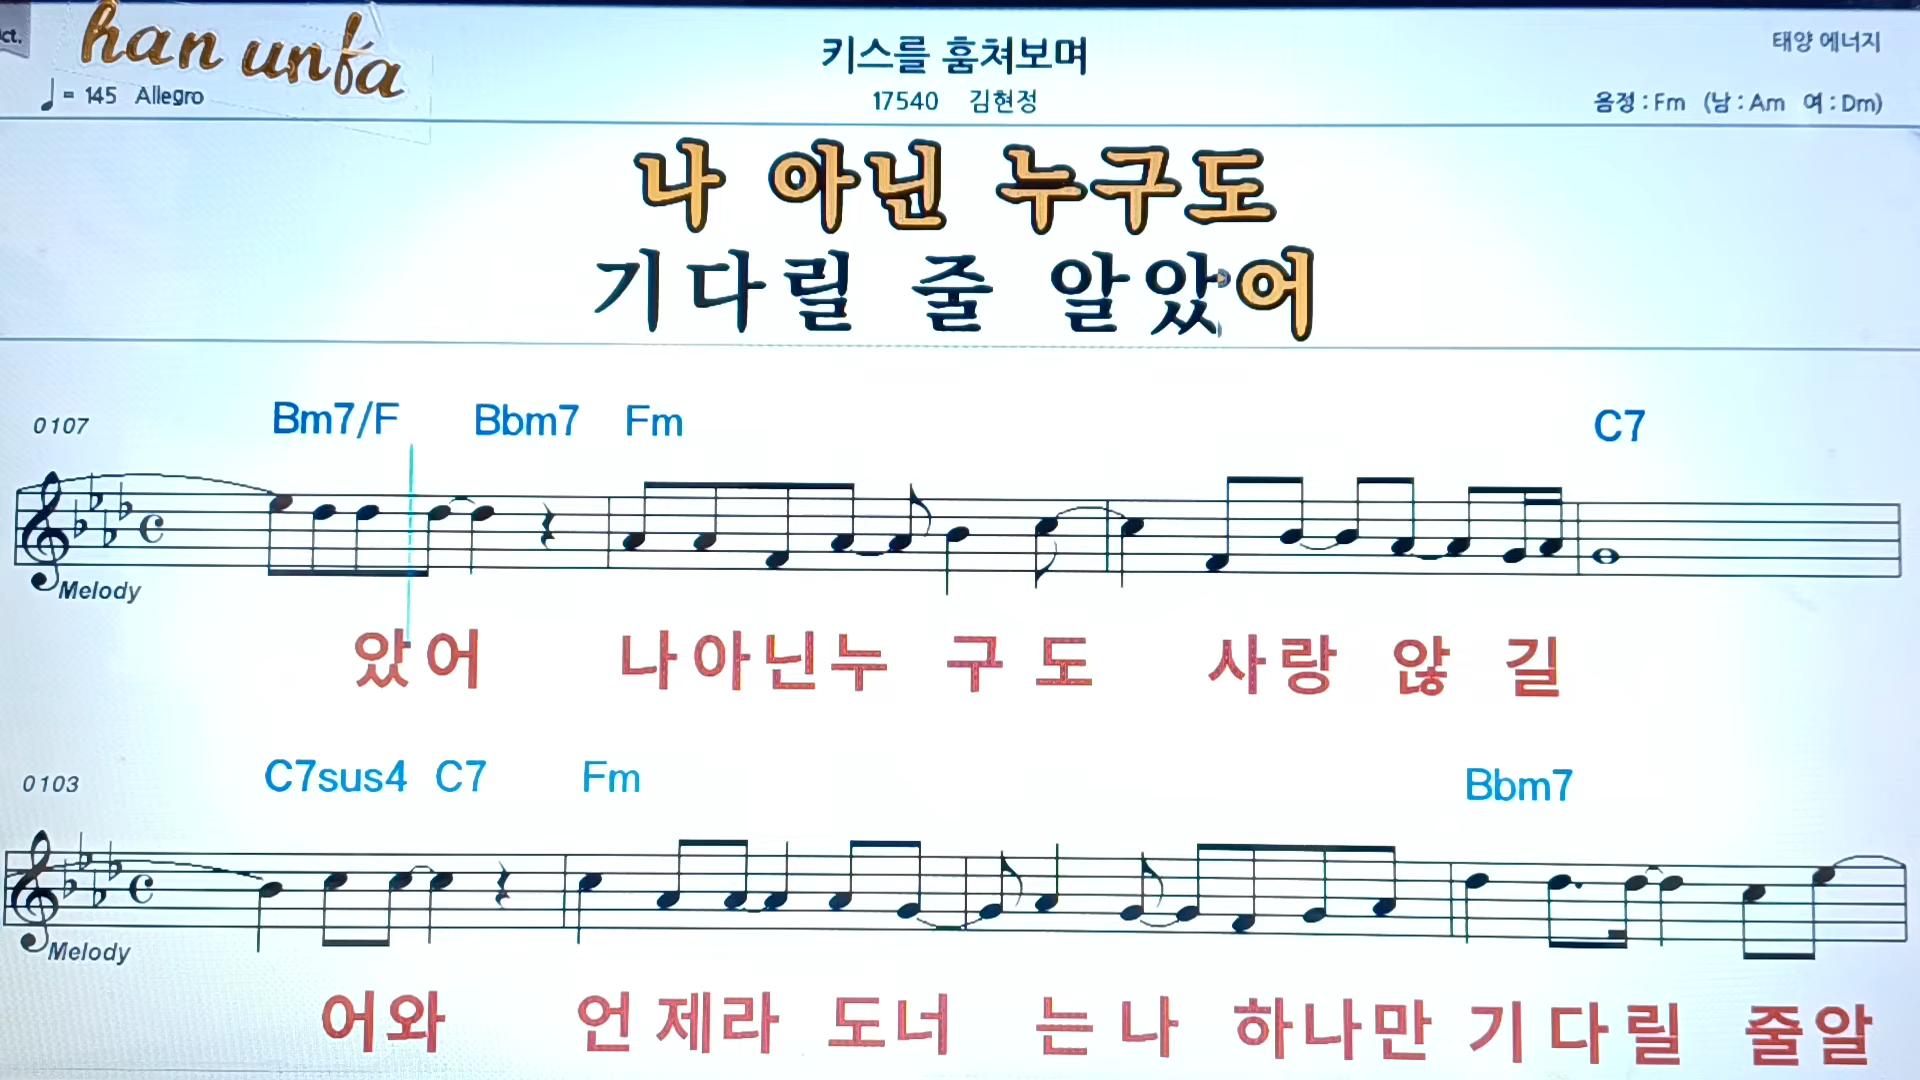 ct.
han unfa
♩ = 145 Allegro
키스를 훔쳐보며
17540 김현정
태양 에너지
음정 : Fm (남 : Am 여 : Dm)
나 아닌 누구도
기다릴 줄 알았어
0107
Bm7/F Bbm7 Fm C7
Melody
았어 나아닌누 구 도 사랑 않 길
0103
C7sus4 C7 Fm Bbm7
Melody
어와 언 제라 도너 는 나 하나만 기 다 릴 줄알